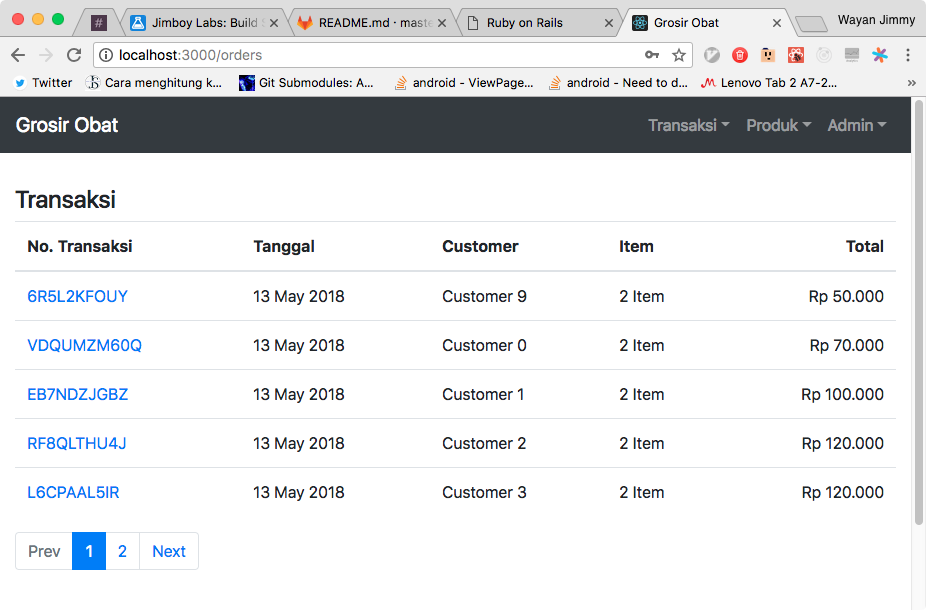 # Jimboy Labs: Build S README.md · maste Ruby on Rails Grosir Obat Wayan Jimmy
localhost:3000/orders
Twitter Cara menghitung k... Git Submodules: A... android - ViewPage... android - Need to d... Lenovo Tab 2 A7-2... »
Grosir Obat Transaksi Produk Admin
Transaksi
No. Transaksi Tanggal Customer Item Total
6R5L2KFOUY 13 May 2018 Customer 9 2 Item Rp 50.000
VDQUMZM60Q 13 May 2018 Customer 0 2 Item Rp 70.000
EB7NDZJGBZ 13 May 2018 Customer 1 2 Item Rp 100.000
RF8QLTHU4J 13 May 2018 Customer 2 2 Item Rp 120.000
L6CPAAL5IR 13 May 2018 Customer 3 2 Item Rp 120.000
Prev 1 2 Next